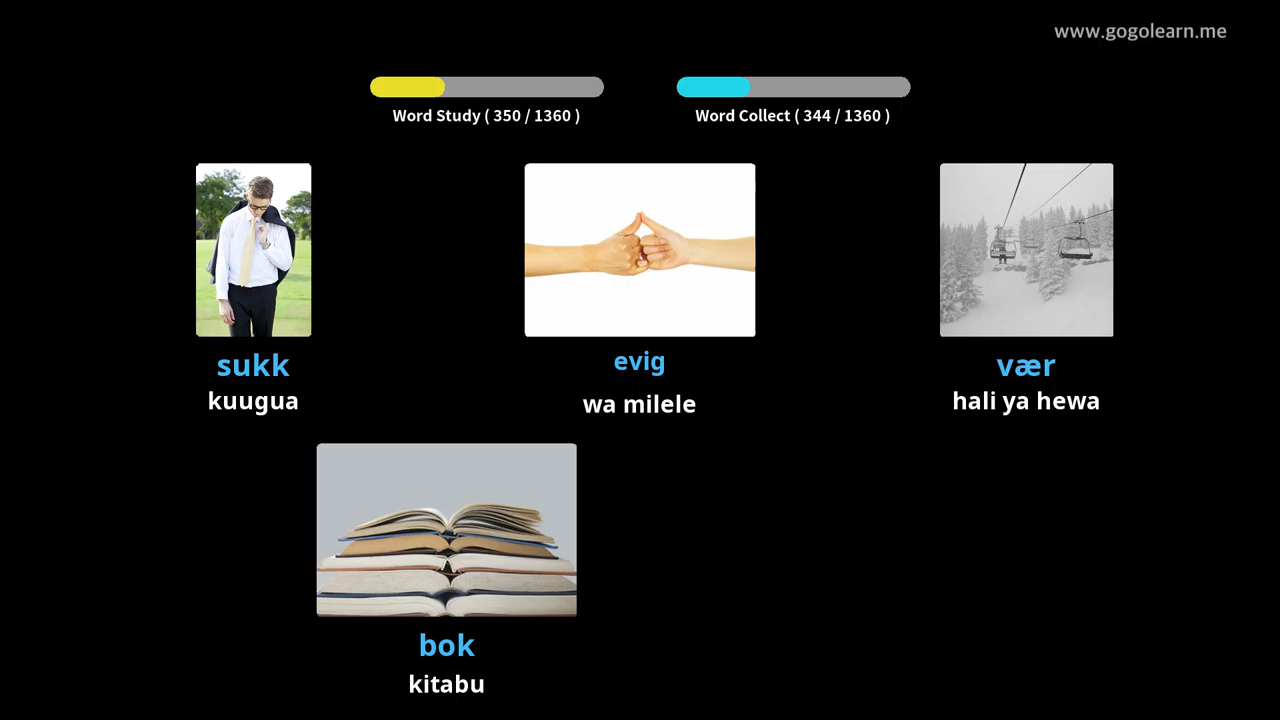 www.gogolearn.me
Word Study ( 350 / 1360 )
Word Collect ( 344 / 1360 )
sukk
kuugua
evig
wa milele
vær
hali ya hewa
bok
kitabu